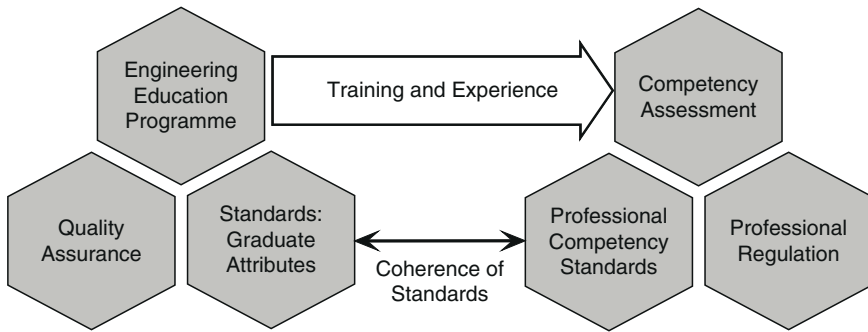 Engineering
Education
Programme
Training and Experience
Competency
Assessment
Quality
Assurance
Standards:
Graduate
Attributes
Coherence of
Standards
Professional
Competency
Standards
Professional
Regulation